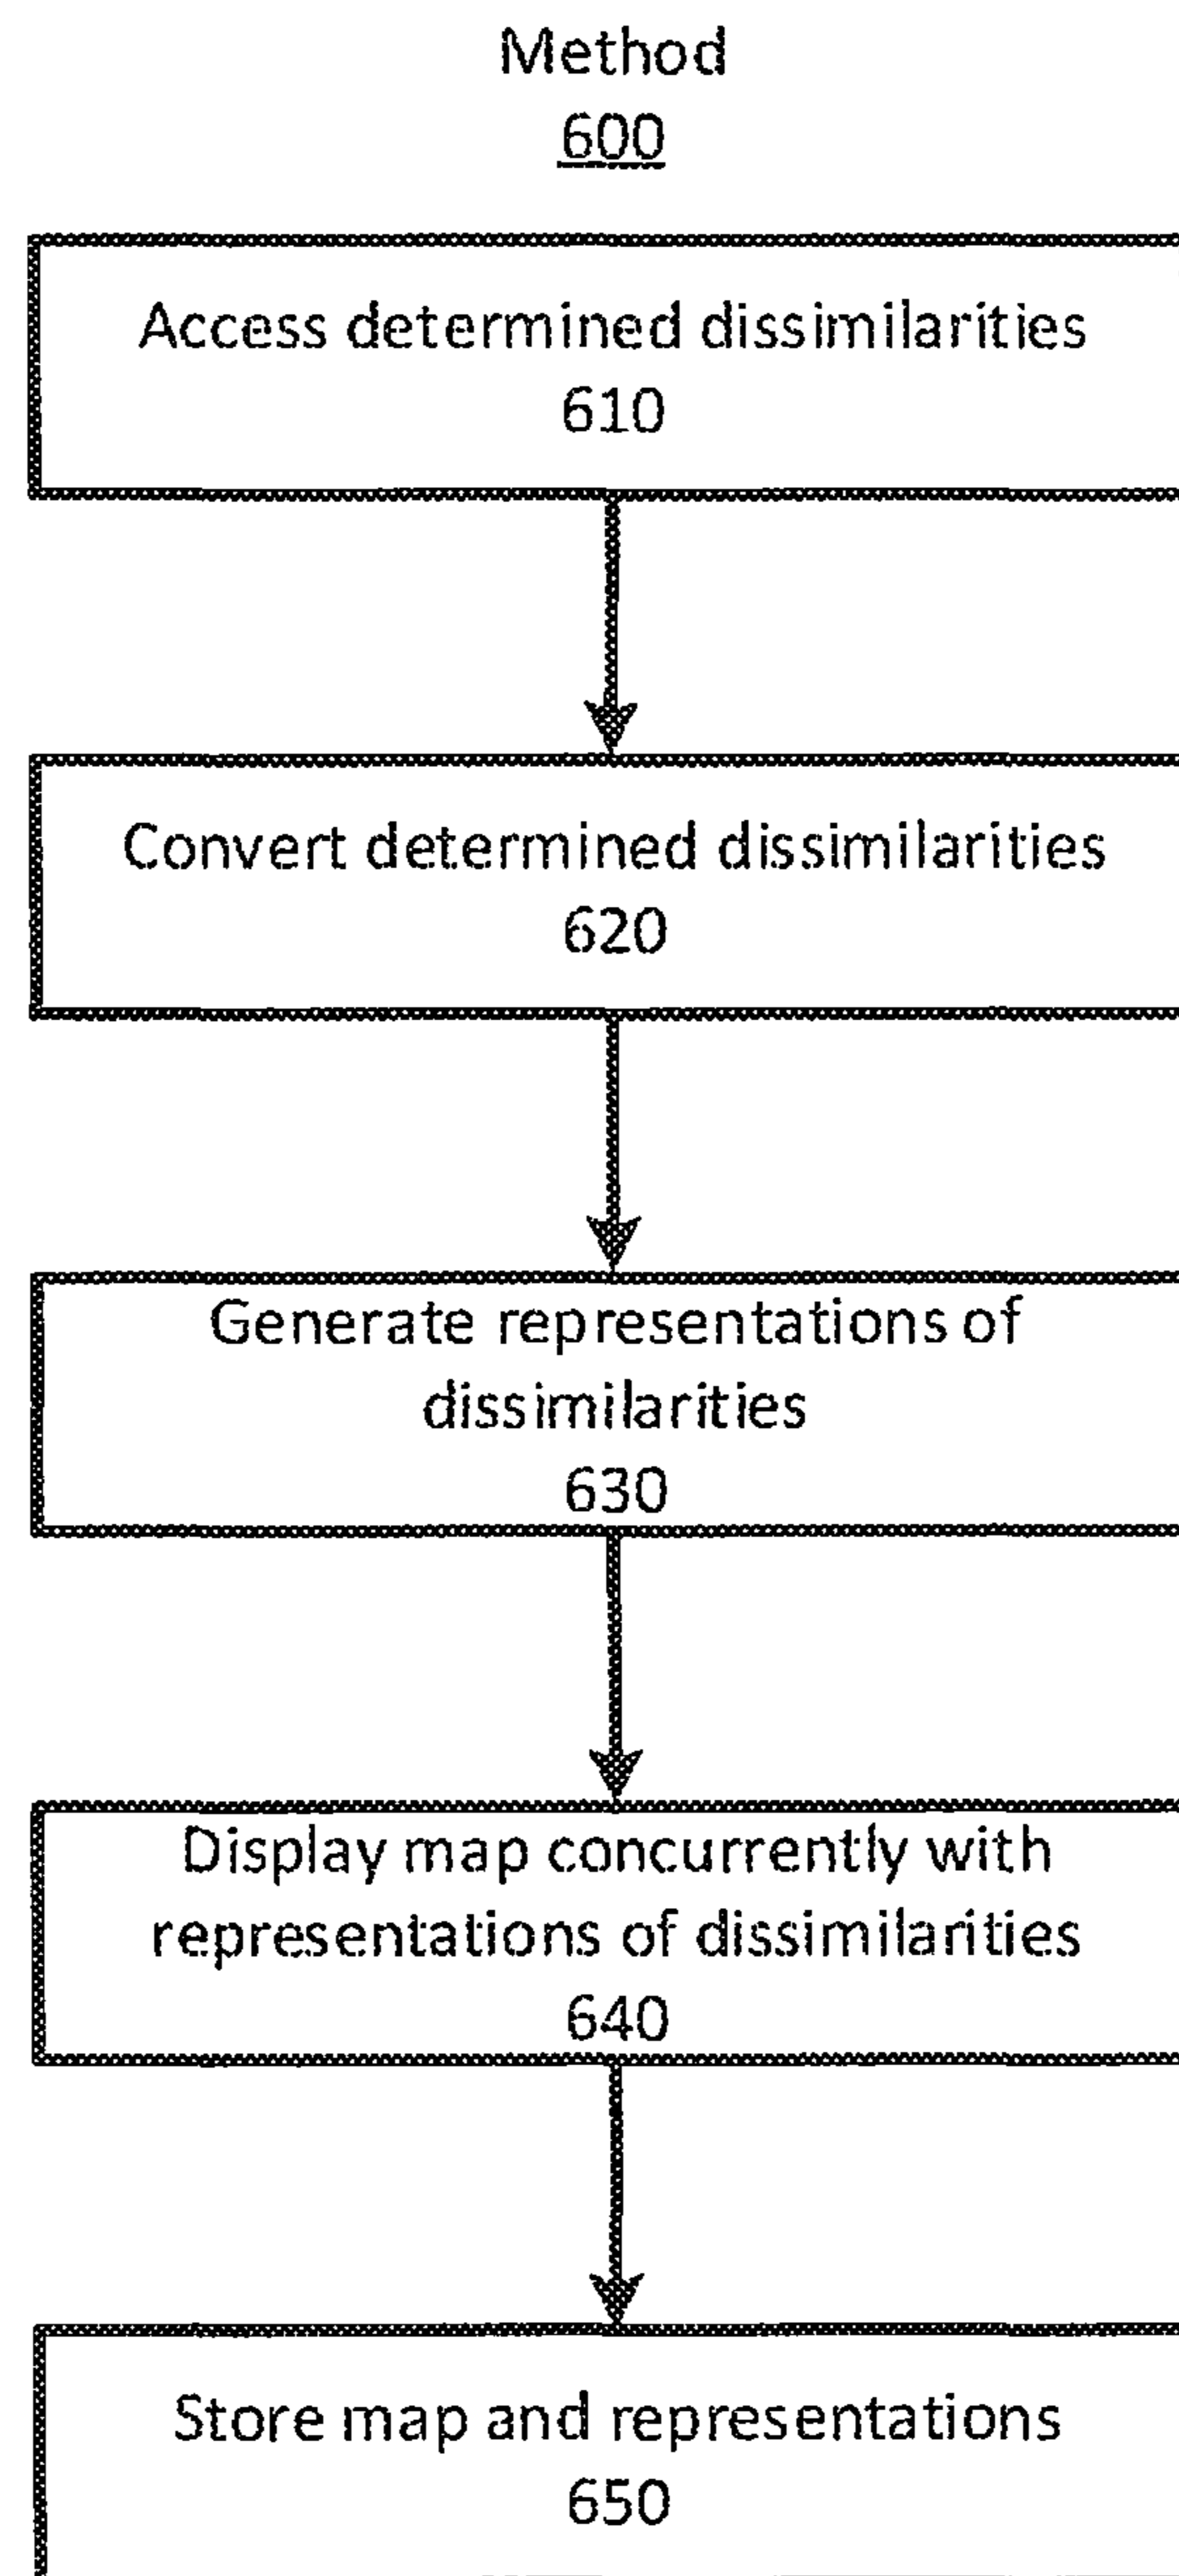 Method
600
Access determined dissimilarities
610
Convert determined dissimilarities
620
Generate representations of
dissimilarities
630
Display map concurrently with
representations of dissimilarities
640
Store map and representations
650